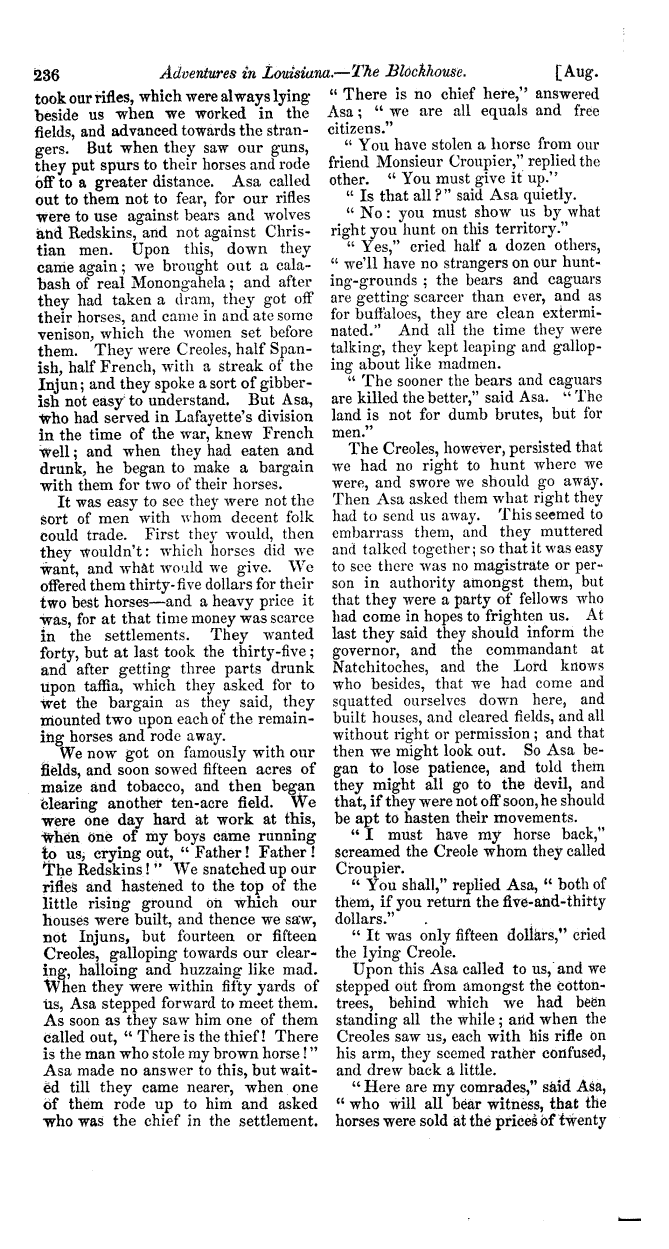 236 Adventures in Louisiana.—The Blockhouse. [Aug.
took our rifles, which were always lying
beside us when we worked in the
fields, and advanced towards the stran-
gers. But when they saw our guns,
they put spurs to their horses and rode
off to a greater distance. Asa called
out to them not to fear, for our rifles
were to use against bears and wolves
and Redskins, and not against Chris-
tian men. Upon this, down they
came again; we brought out a cala-
bash of real Monongahela; and after
they had taken a dram, they got off
their horses, and came in and ate some
venison, which the women set before
them. They were Creoles, half Span-
ish, half French, with a streak of the
Injun; and they spoke a sort of gibber-
ish not easy to understand. But Asa,
who had served in Lafayette's division
in the time of the war, knew French
well; and when they had eaten and
drunk, he began to make a bargain
with them for two of their horses.
It was easy to see they were not the
sort of men with whom decent folk
could trade. First they would, then
they wouldn't: which horses did we
want, and what would we give. We
offered them thirty-five dollars for their
two best horses—and a heavy price it
was, for at that time money was scarce
in the settlements. They wanted
forty, but at last took the thirty-five;
and after getting three parts drunk
upon taffia, which they asked for to
wet the bargain as they said, they
mounted two upon each of the remain-
ing horses and rode away.
We now got on famously with our
fields, and soon sowed fifteen acres of
maize and tobacco, and then began
clearing another ten-acre field. We
were one day hard at work at this,
when one of my boys came running
to us, crying out, "Father! Father!
The Redskins!" We snatched up our
rifles and hastened to the top of the
little rising ground on which our
houses were built, and thence we saw,
not Injuns, but fourteen or fifteen
Creoles, galloping towards our clear-
ing, halloing and huzzaing like mad.
When they were within fifty yards of
us, Asa stepped forward to meet them.
As soon as they saw him one of them
called out, "There is the thief! There
is the man who stole my brown horse!"
Asa made no answer to this, but wait-
ed till they came nearer, when one
of them rode up to him and asked
who was the chief in the settlement.
"There is no chief here," answered
Asa; "we are all equals and free
citizens."
"You have stolen a horse from our
friend Monsieur Croupier," replied the
other. "You must give it up."
"Is that all?" said Asa quietly.
"No: you must show us by what
right you hunt on this territory."
"Yes," cried half a dozen others,
"we'll have no strangers on our hunt-
ing-grounds; the bears and caguars
are getting scarcer than ever, and as
for buffaloes, they are clean extermi-
nated." And all the time they were
talking, they kept leaping and gallop-
ing about like madmen.
"The sooner the bears and caguars
are killed the better," said Asa. "The
land is not for dumb brutes, but for
men."
The Creoles, however, persisted that
we had no right to hunt where we
were, and swore we should go away.
Then Asa asked them what right they
had to send us away. This seemed to
embarrass them, and they muttered
and talked together; so that it was easy
to see there was no magistrate or per-
son in authority amongst them, but
that they were a party of fellows who
had come in hopes to frighten us. At
last they said they should inform the
governor, and the commandant at
Natchitoches, and the Lord knows
who besides, that we had come and
squatted ourselves down here, and
built houses, and cleared fields, and all
without right or permission; and that
then we might look out. So Asa be-
gan to lose patience, and told them
they might all go to the devil, and
that, if they were not off soon, he should
be apt to hasten their movements.
"I must have my horse back,"
screamed the Creole whom they called
Croupier.
"You shall," replied Asa, "both of
them, if you return the five-and-thirty
dollars."
"It was only fifteen dollars," cried
the lying Creole.
Upon this Asa called to us, and we
stepped out from amongst the cotton-
trees, behind which we had been
standing all the while; and when the
Creoles saw us, each with his rifle on
his arm, they seemed rather confused,
and drew back a little.
"Here are my comrades," said Asa,
"who will all bear witness, that the
horses were sold at the prices of twenty